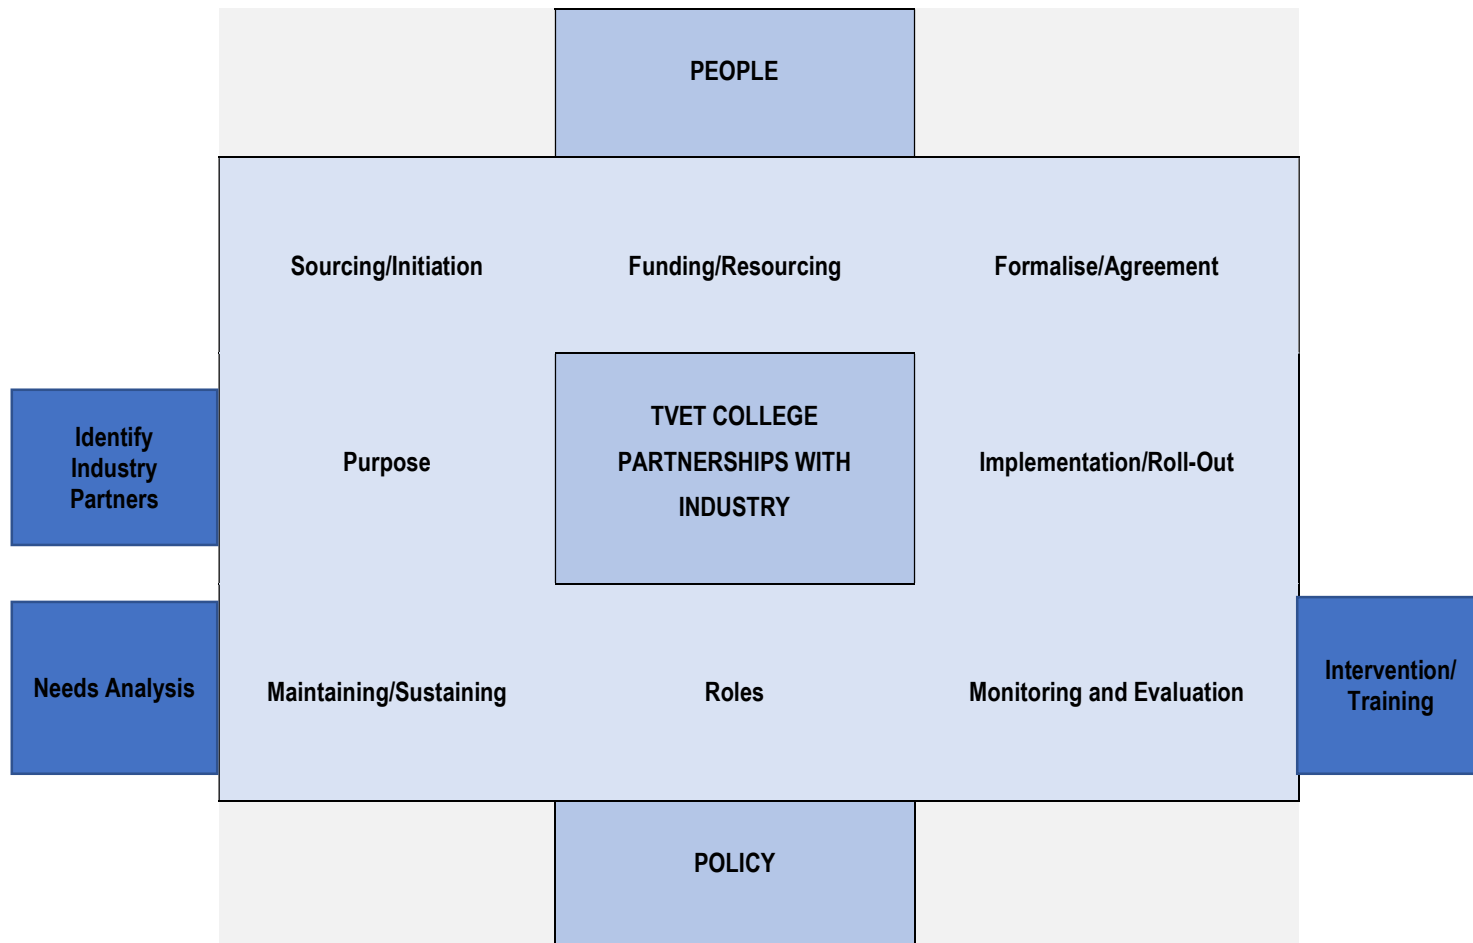 PEOPLE
Sourcing/Initiation
Funding/Resourcing
Formalise/Agreement
Identify
Industry
Partners
Purpose
TVET COLLEGE
PARTNERSHIPS WITH
INDUSTRY
Implementation/Roll-Out
Needs Analysis
Maintaining/Sustaining
Roles
Monitoring and Evaluation
Intervention/
Training
POLICY